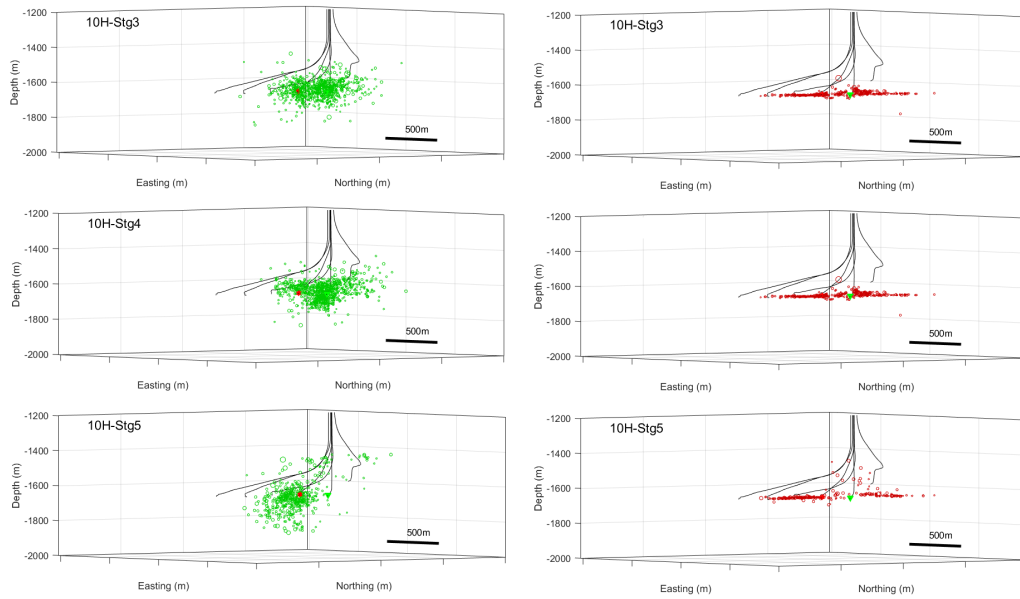 -1200
10H-Stg3
-1400
Depth (m)
-1600
-1800
500m
-2000
Easting (m)
Northing (m)
-1200
10H-Stg3
-1400
Depth (m)
-1600
-1800
500m
-2000
Easting (m)
Northing (m)
-1200
10H-Stg4
-1400
Depth (m)
-1600
-1800
500m
-2000
Easting (m)
Northing (m)
-1200
-1400
Depth (m)
-1600
-1800
500m
-2000
Easting (m)
Northing (m)
-1200
10H-Stg5
-1400
Depth (m)
-1600
-1800
500m
-2000
Easting (m)
Northing (m)
-1200
10H-Stg5
-1400
Depth (m)
-1600
-1800
500m
-2000
Easting (m)
Northing (m)